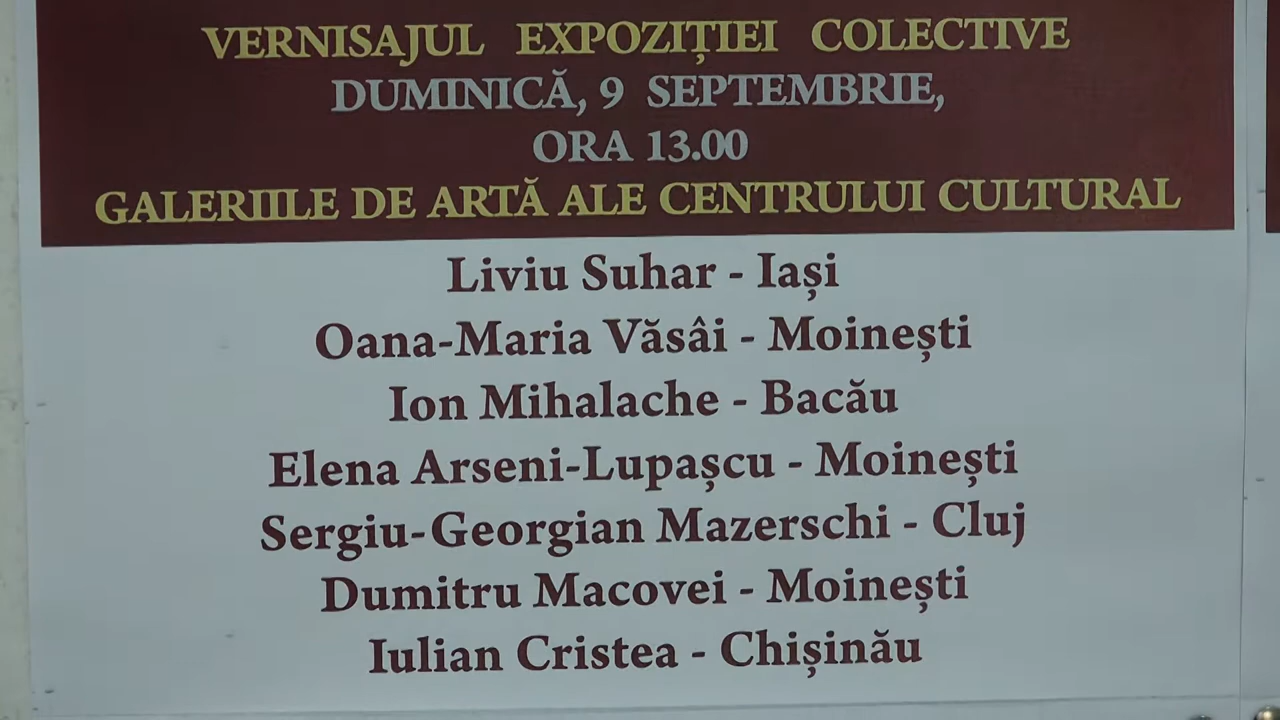 VERNISAJUL EXPOZIȚIEI COLECTIVE
DUMINICĂ, 9 SEPTEMBRIE,
ORA 13.00
GALERIILE DE ARTĂ ALE CENTRULUI CULTURAL
Liviu Suhar - Iași
Oana-Maria Văsâi - Moinești
Ion Mihalache - Bacău
Elena Arseni-Lupașcu - Moinești
Sergiu-Georgian Mazerschi - Cluj
Dumitru Macovei - Moinești
Iulian Cristea - Chișinău